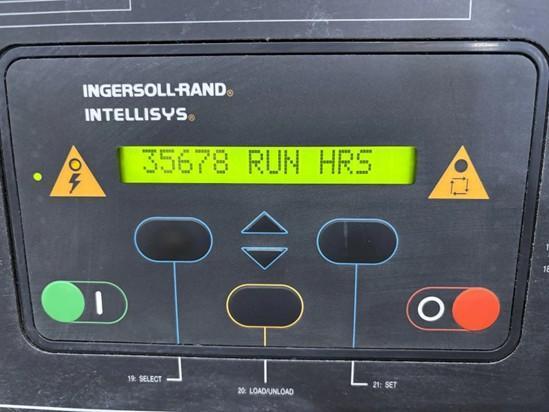 INGERSOLL-RAND®
INTELLISYS®
35678 RUN HRS
19: SELECT
20: LOAD/UNLOAD
21: SET